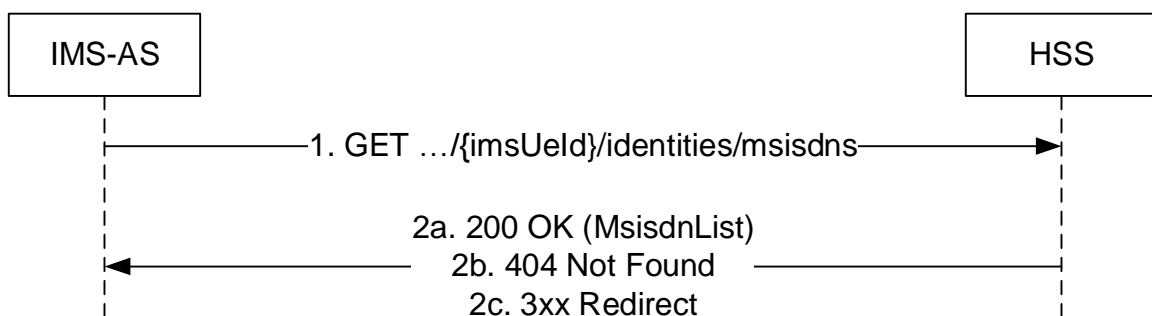 IMS-AS
HSS
1. GET …/{imsUeId}/identities/msisdns
2a. 200 OK (MsisdnList)
2b. 404 Not Found
2c. 3xx Redirect